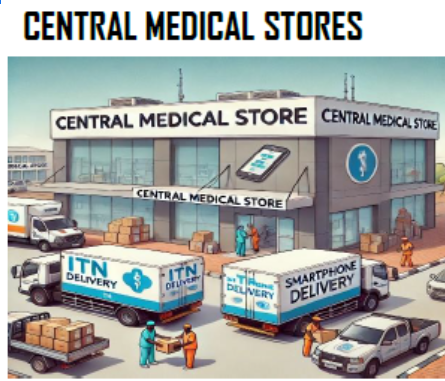 CENTRAL MEDICAL STORES
CENTRAL MEDICAL STORE
CENTRAL MEDICAL STORE
CENTRAL MEDICAL STORE
ITN
DELIVERY
ITN
DELIVERY
DELIVERY
SMARTPHONE
DELIVERY